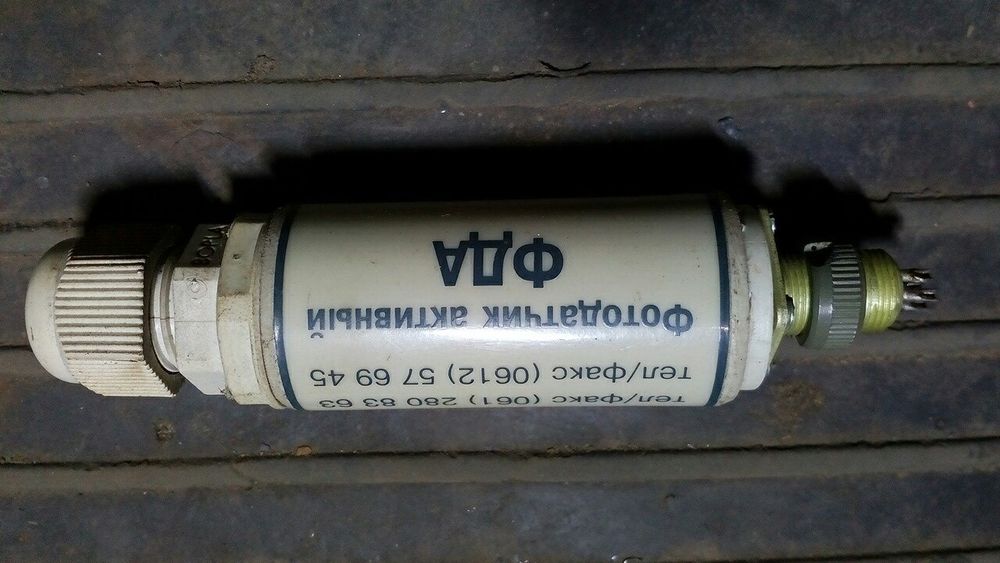 ФДА
Фотодатчик активный
тел/факс (0612) 57 69 45
тел/факс (061) 280 83 63